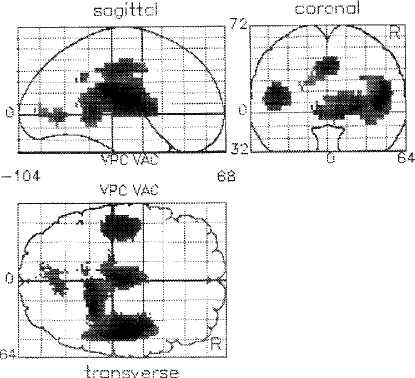 sagittal
coronal
72
R
0
0
VPC VAC
32
0
64
-104
68
VPC VAC
0
R
64
transverse